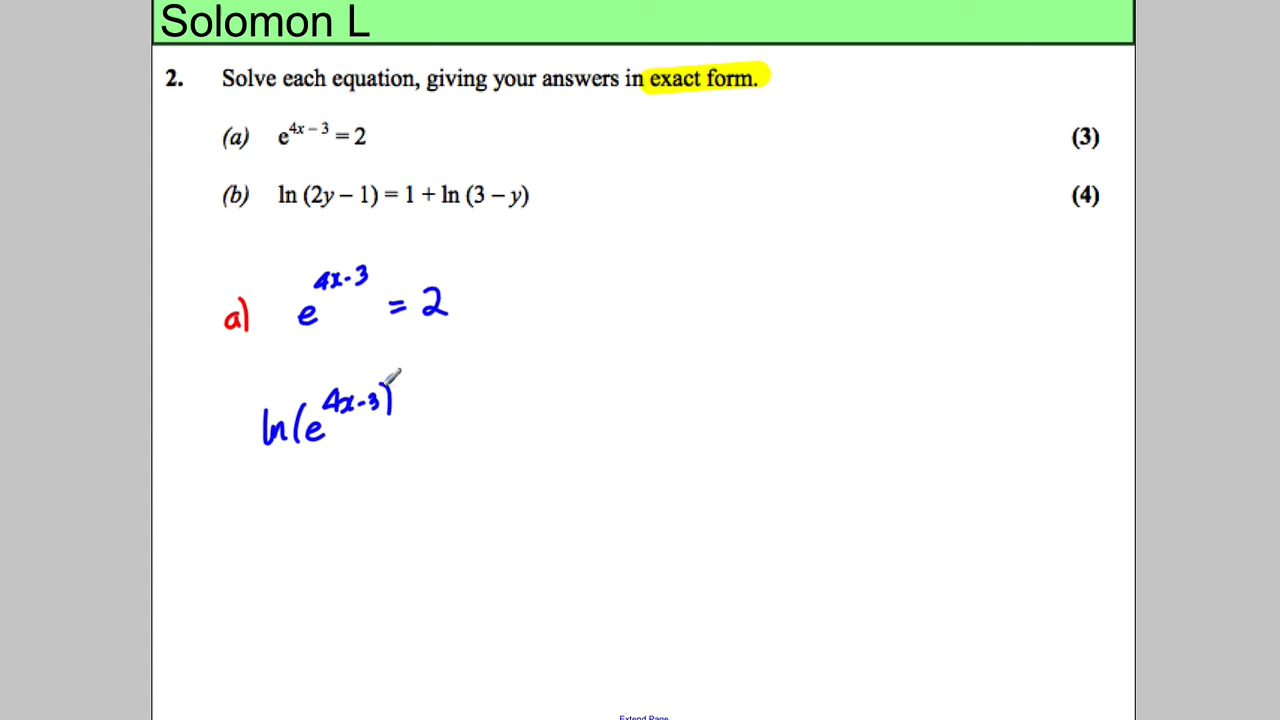 Solomon L
2. Solve each equation, giving your answers in exact form.
(a) e^{4x – 3} = 2 (3)
(b) ln (2y – 1) = 1 + ln (3 – y) (4)
a) e^{4x-3} = 2
ln(e^{4x-3})
Extend Page